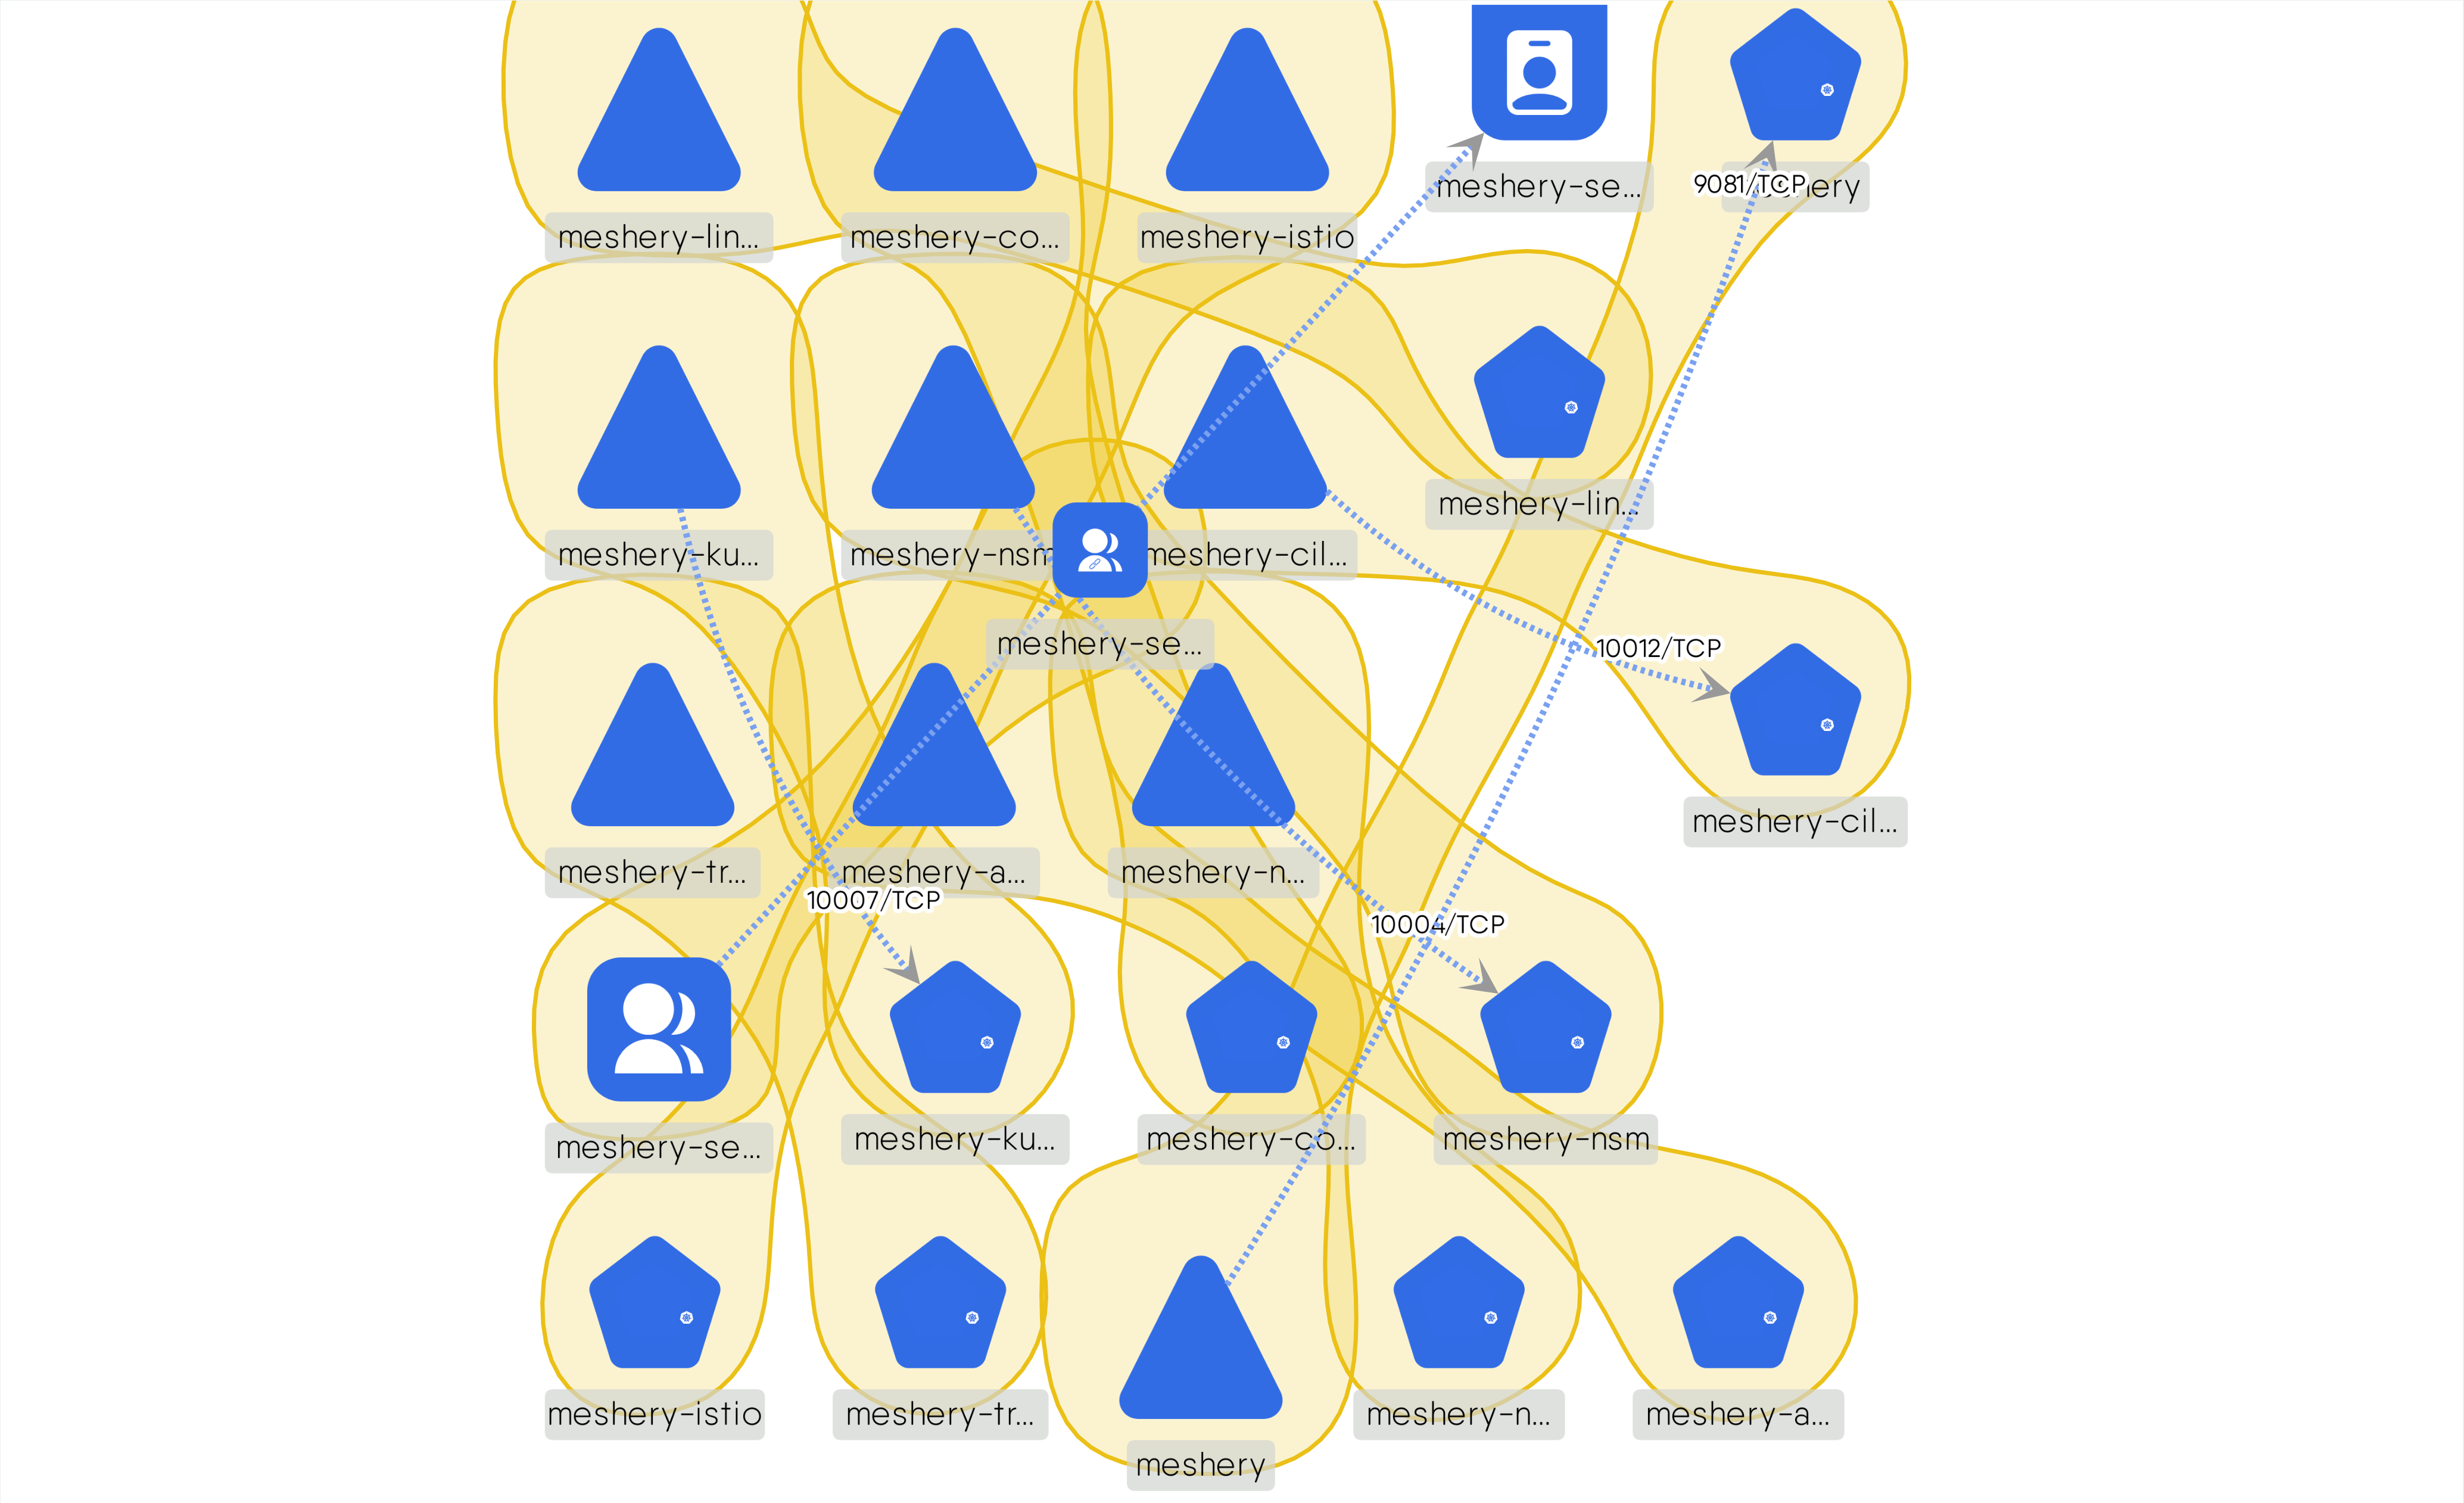 meshery-se...
9081/TCP
meshery-lin...
meshery-co...
meshery-istio
meshery-lin...
meshery-ku...
meshery-nsm
meshery-cil...
meshery-se...
10012/TCP
meshery-cil...
meshery-tr...
meshery-a...
meshery-n...
10007/TCP
10004/TCP
meshery-se...
meshery-ku...
meshery-co...
meshery-nsm
meshery-istio
meshery-tr...
meshery-n...
meshery-a...
meshery